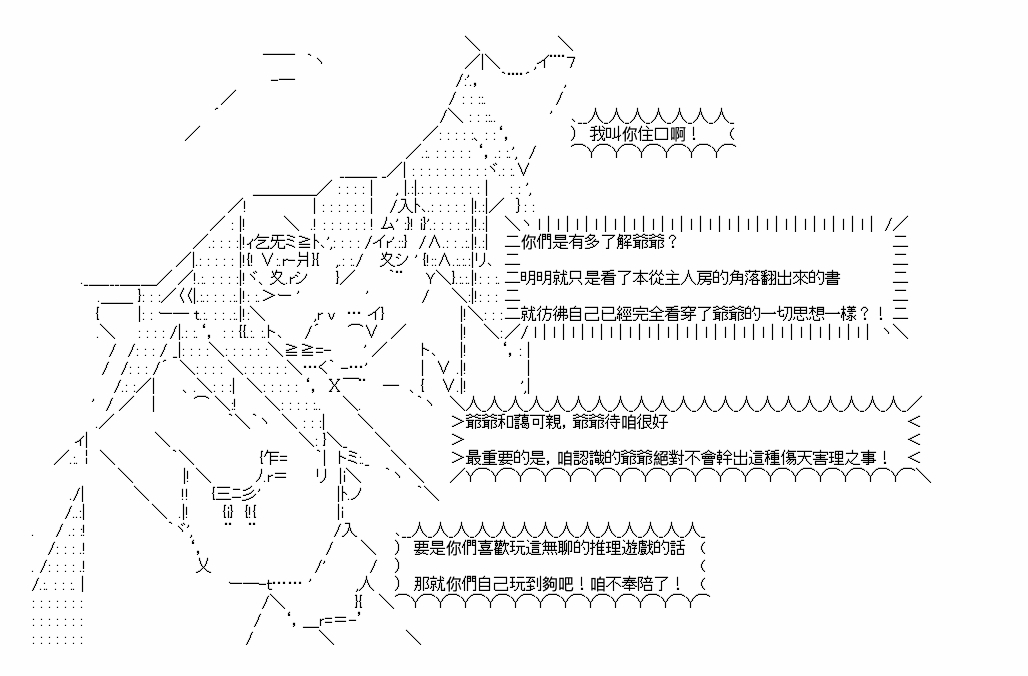 我叫你住口啊！
你們是有多了解爺爺？
明明就只是看了本從主人房的角落翻出來的書
就彷彿自己已經完全看穿了爺爺的一切思想一樣？！
爺爺和藹可親，爺爺待咱很好
最重要的是，咱認識的爺爺絕對不會幹出這種傷天害理之事！
要是你們喜歡玩這無聊的推理遊戲的話
那就你們自己玩到夠吧！咱不奉陪了！